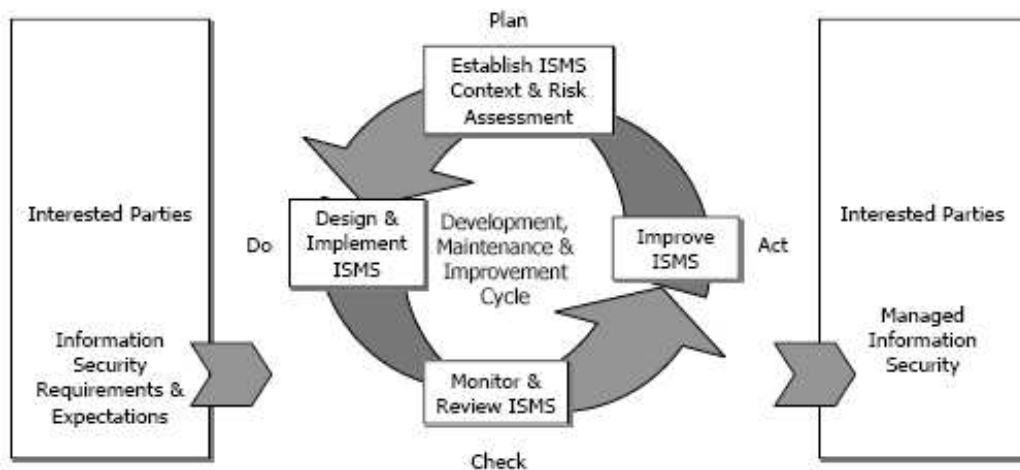 Plan
Establish ISMS
Context & Risk
Assessment
Interested Parties
Information
Security
Requirements &
Expectations
Do
Design &
Implement
ISMS
Development,
Maintenance &
Improvement
Cycle
Improve
ISMS
Act
Monitor &
Review ISMS
Check
Interested Parties
Managed
Information
Security